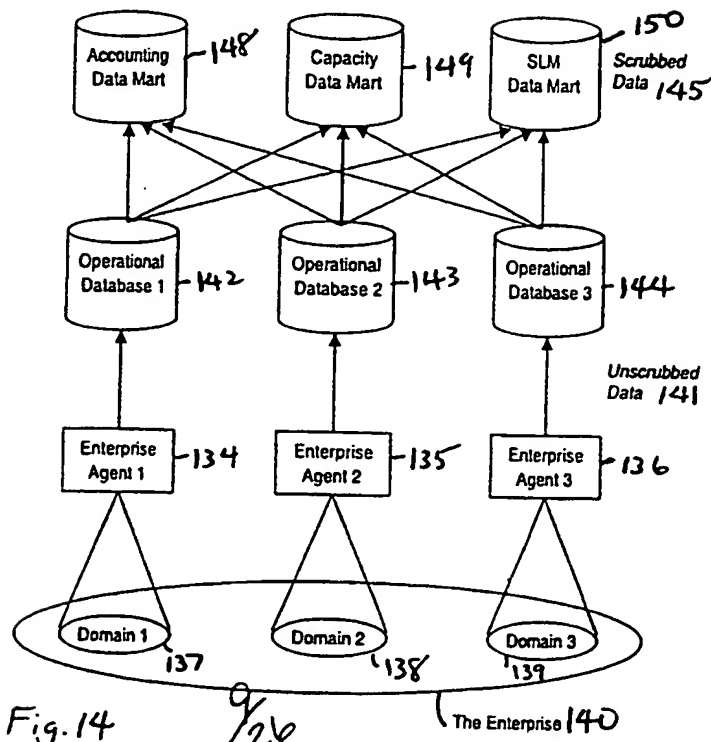 Accounting
Data Mart
148
Capacity
Data Mart
149
SLM
Data Mart
150
Scrubbed
Data 145
Operational
Database 1
142
Operational
Database 2
143
Operational
Database 3
144
Unscrubbed
Data 141
Enterprise
Agent 1
134
Enterprise
Agent 2
135
Enterprise
Agent 3
136
Domain 1
137
Domain 2
138
Domain 3
139
Fig. 14
9/26
The Enterprise 140